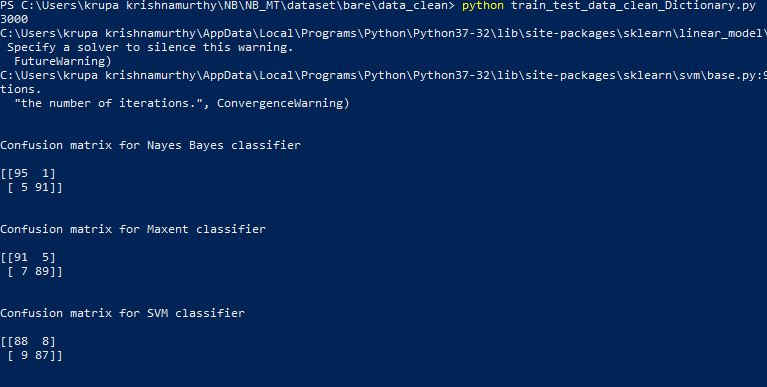 PS C:\Users\krupa krishnamurthy\NB\NB_MT\dataset\bare\data_clean> python train_test_data_clean_Dictionary.py
3000
C:\Users\krupa krishnamurthy\AppData\Local\Programs\Python\Python37-32\lib\site-packages\sklearn\linear_model\
 Specify a solver to silence this warning.
  FutureWarning)
C:\Users\krupa krishnamurthy\AppData\Local\Programs\Python\Python37-32\lib\site-packages\sklearn\svm\base.py:9
tions.
  "the number of iterations.", ConvergenceWarning)
Confusion matrix for Nayes Bayes classifier
[[95  1]
 [ 5 91]]
Confusion matrix for Maxent classifier
[[91  5]
 [ 7 89]]
Confusion matrix for SVM classifier
[[88  8]
 [ 9 87]]